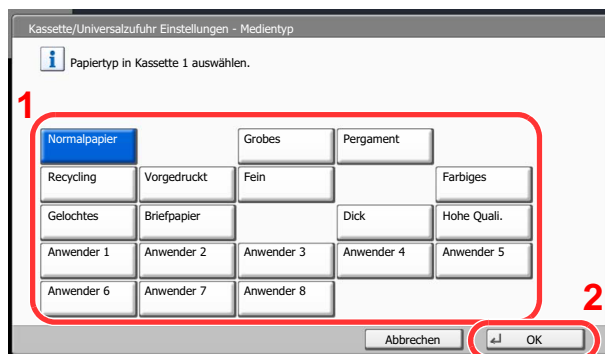 Kassette/Universalzufuhr Einstellungen - Medientyp
Papiertyp in Kassette 1 auswählen.
1
Normalpapier Grobes Pergament
Recycling Vorgedruckt Fein Farbiges
Gelochtes Briefpapier Dick Hohe Quali.
Anwender 1 Anwender 2 Anwender 3 Anwender 4 Anwender 5
Anwender 6 Anwender 7 Anwender 8
2
Abbrechen OK